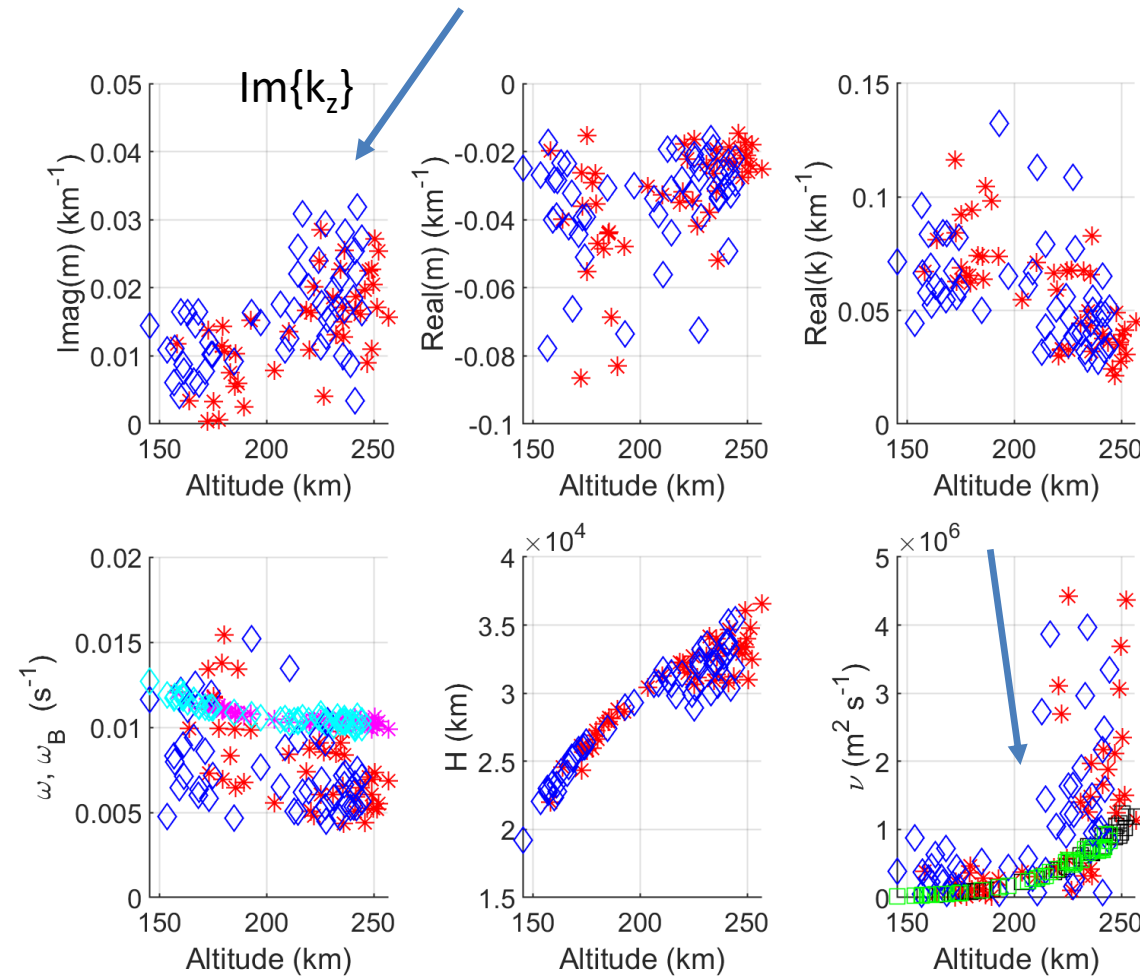 Im{k_z}
0.05
0.04
0.03
0.02
0.01
0
Imag(m) (km⁻¹)
150 200 250
Altitude (km)
0
-0.02
-0.04
-0.06
-0.08
-0.1
Real(m) (km⁻¹)
150 200 250
Altitude (km)
0.15
0.10
0.05
0
Real(k) (km⁻¹)
150 200 250
Altitude (km)
0.02
0.015
0.01
0.005
0
ω, ω_B (s⁻¹)
150 200 250
Altitude (km)
×10⁴
4
3.5
3
2.5
2
1.5
H (km)
150 200 250
Altitude (km)
×10⁶
5
4
3
2
1
0
ν (m² s⁻¹)
150 200 250
Altitude (km)